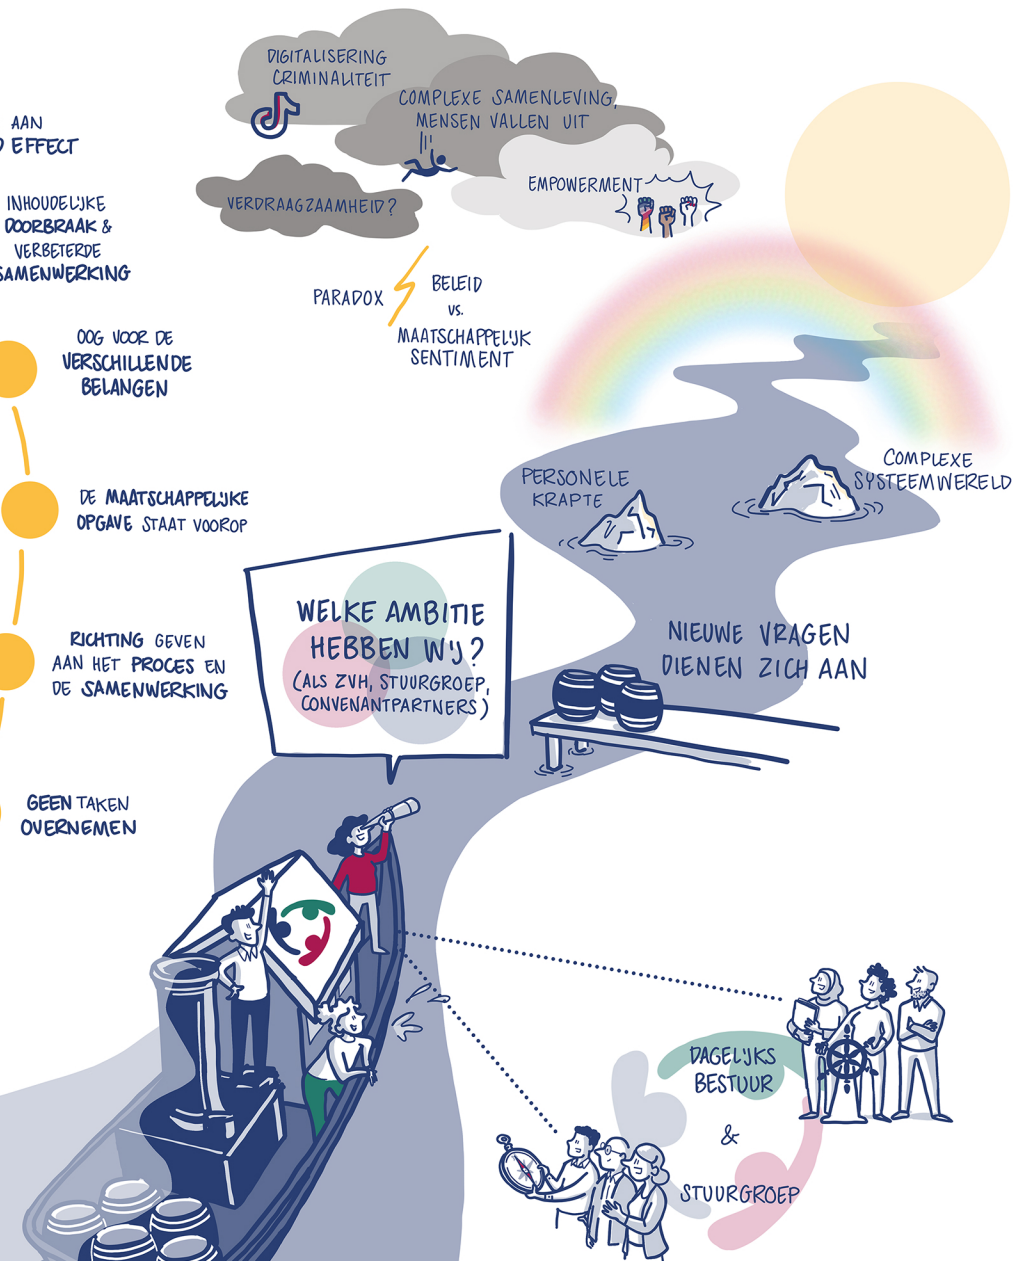 DIGITALISERING
CRIMINALITEIT
COMPLEXE SAMENLEVING,
MENSEN VALLEN UIT
EMPOWERMENT
VERDRAAGZAAMHEID?
PARADOX
BELEID
VS.
MAATSCHAPPELIJK
SENTIMENT
AAN
EFFECT
INHOUDELIJKE
DOORBRAAK &
VERBETERDE
SAMENWERKING
OOG VOOR DE
VERSCHILLENDE
BELANGEN
DE MAATSCHAPPELIJKE
OPGAVE STAAT VOOROP
RICHTING GEVEN
AAN HET PROCES EN
DE SAMENWERKING
GEEN TAKEN
OVERNEMEN
PERSONELE
KRAPTE
COMPLEXE
SYSTEEMWERELD
WELKE AMBITIE
HEBBEN WIJ?
(ALS ZVH, STUURGROEP,
CONVENANTPARTNERS)
NIEUWE VRAGEN
DIENEN ZICH AAN
DAGELIJKS
BESTUUR
&
STUURGROEP